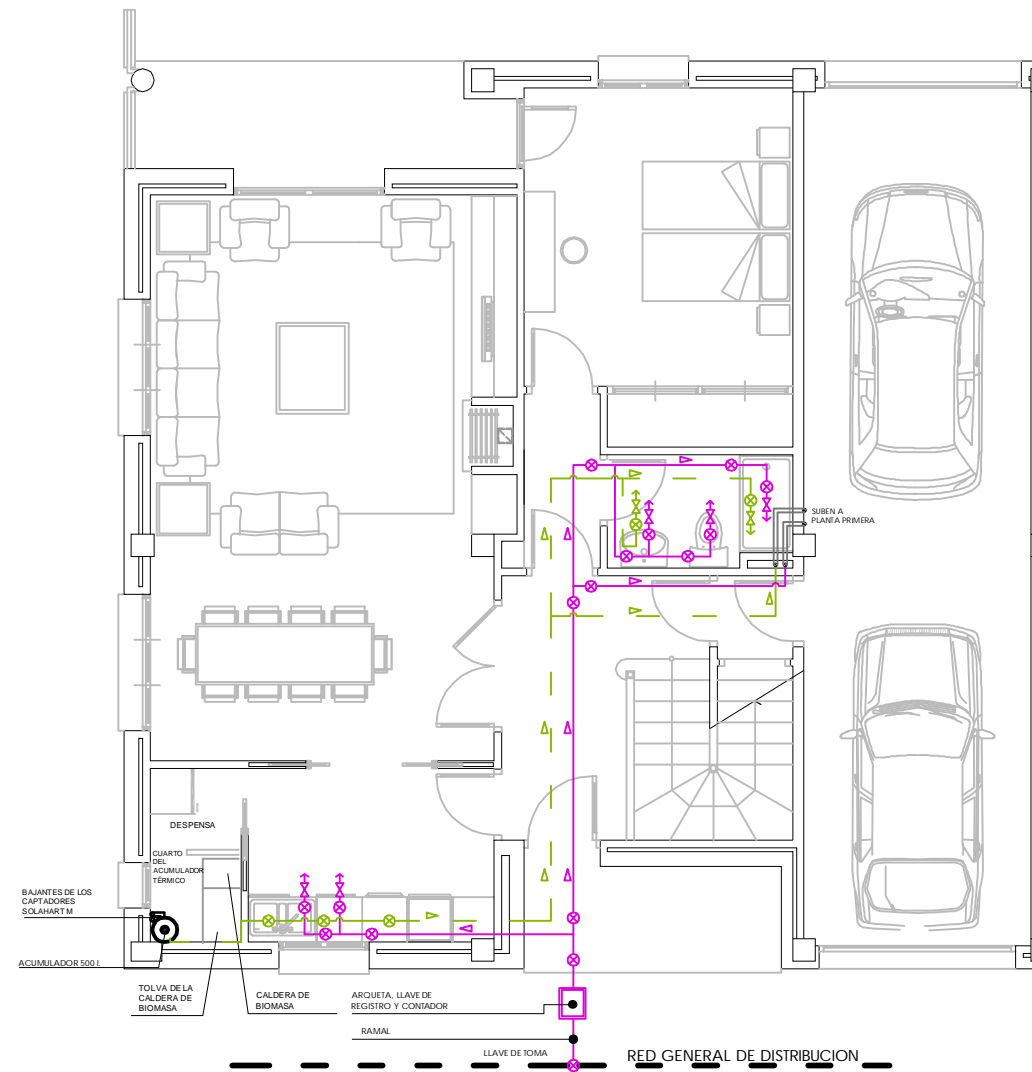 SUBEN A
PLANTA PRIMERA
DESPENSA
CUARTO
DEL
ACUMULADOR
TÉRMICO
BAJANTES DE LOS
CAPTADORES
SOLAHART M
ACUMULADOR 500 l.
TOLVA DE LA
CALDERA DE
BIOMASA
CALDERA DE
BIOMASA
ARQUETA, LLAVE DE
REGISTRO Y CONTADOR
RAMAL
LLAVE DE TOMA
RED GENERAL DE DISTRIBUCION